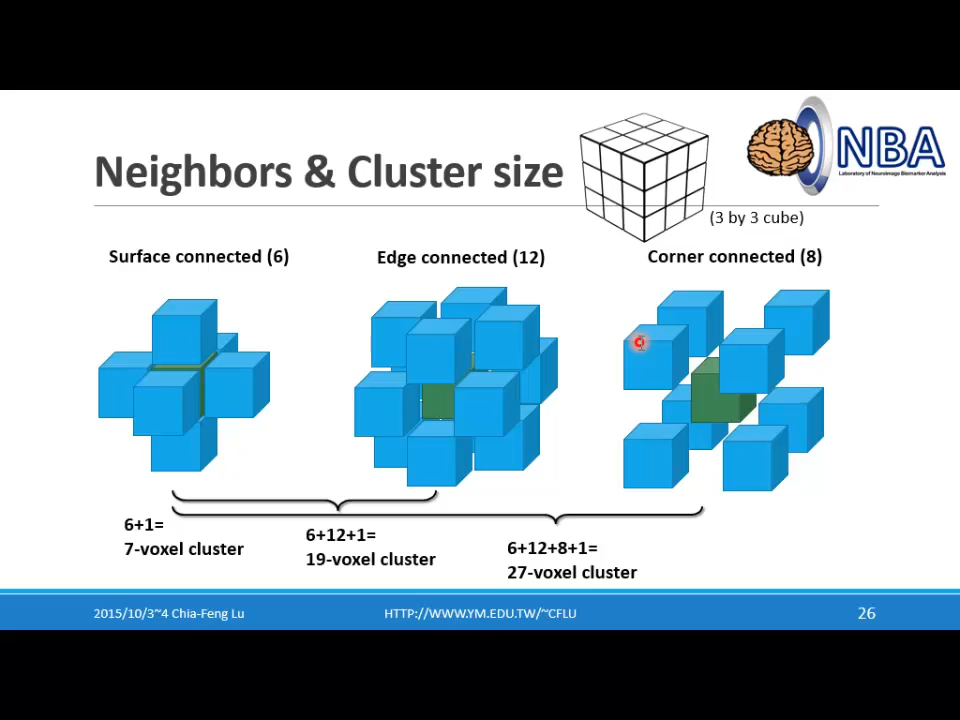 Neighbors & Cluster size
NBA
Laboratory of Neuroimage Biomarker Analysis
(3 by 3 cube)
Surface connected (6)
Edge connected (12)
Corner connected (8)
6+1=
7-voxel cluster
6+12+1=
19-voxel cluster
6+12+8+1=
27-voxel cluster
2015/10/3~4 Chia-Feng Lu
HTTP://WWW.YM.EDU.TW/~CFLU
26